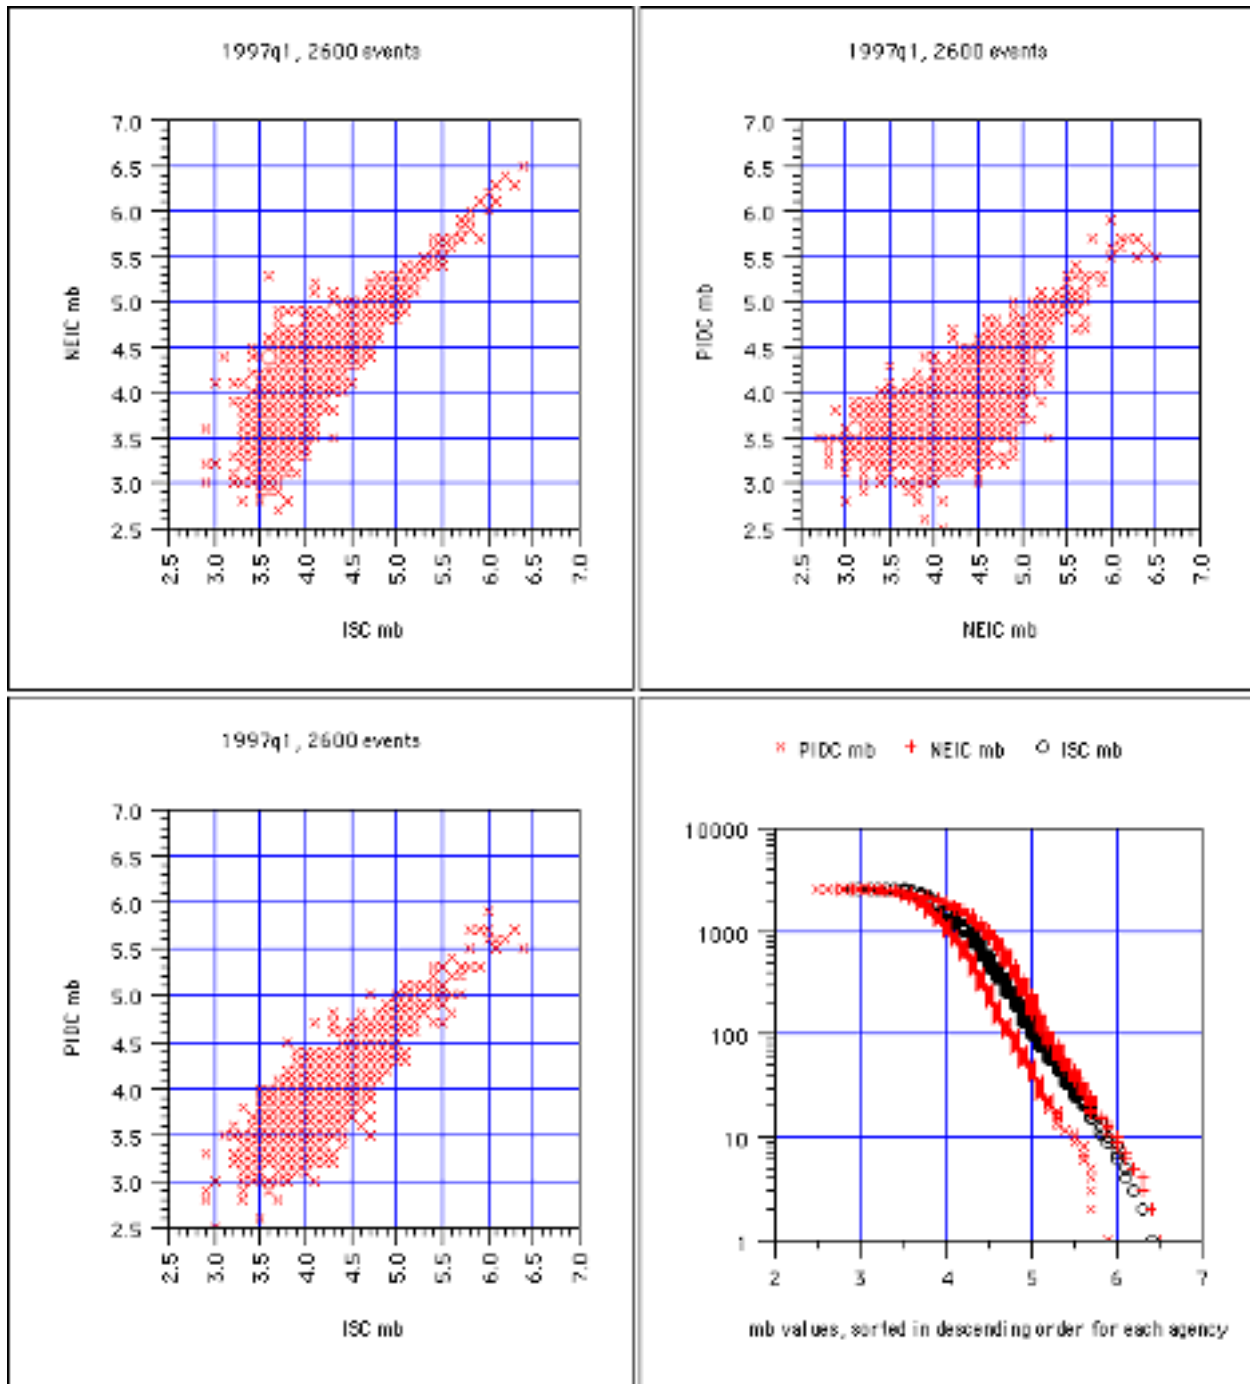 1997q1, 2600 events
7.0
6.5
6.0
5.5
5.0
4.5
4.0
3.5
3.0
2.5
NEIC mb
2.5 3.0 3.5 4.0 4.5 5.0 5.5 6.0 6.5 7.0
ISC mb
1997q1, 2600 events
7.0
6.5
6.0
5.5
5.0
4.5
4.0
3.5
3.0
2.5
PIDC mb
2.5 3.0 3.5 4.0 4.5 5.0 5.5 6.0 6.5 7.0
NEIC mb
1997q1, 2600 events
7.0
6.5
6.0
5.5
5.0
4.5
4.0
3.5
3.0
2.5
PIDC mb
2.5 3.0 3.5 4.0 4.5 5.0 5.5 6.0 6.5 7.0
ISC mb
PIDC mb NEIC mb ISC mb
10000
1000
100
10
1
2 3 4 5 6 7
mb values, sorted in descending order for each agency